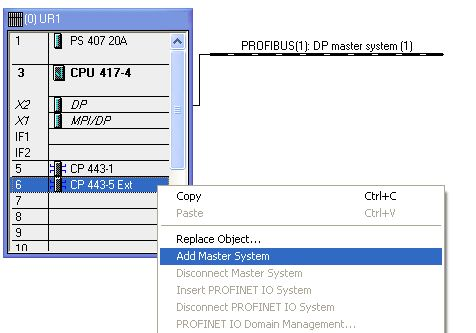 (0) UR1
1 PS 407 20A
3 CPU 417-4
X2 DP
X1 MPI/DP
IF1
IF2
5 CP 443-1
6 CP 443-5 Ext
7
8
9
10
PROFIBUS(1): DP master system (1)
Copy Ctrl+C
Paste Ctrl+V
Replace Object...
Add Master System
Disconnect Master System
Insert PROFINET IO System
Disconnect PROFINET IO System
PROFINET IO Domain Management...